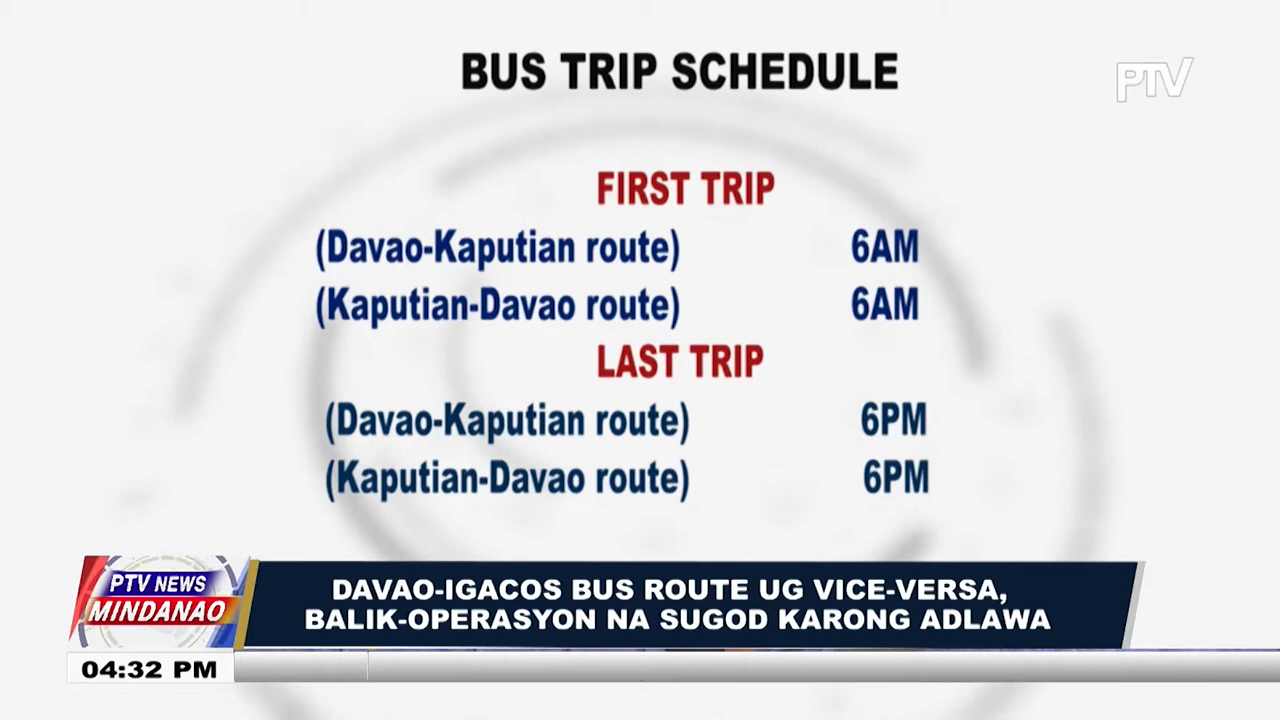 BUS TRIP SCHEDULE
PTV
FIRST TRIP
(Davao-Kaputian route) 6AM
(Kaputian-Davao route) 6AM
LAST TRIP
(Davao-Kaputian route) 6PM
(Kaputian-Davao route) 6PM
PTV NEWS
MINDANAO
DAVAO-IGACOS BUS ROUTE UG VICE-VERSA,
BALIK-OPERASYON NA SUGOD KARONG ADLAWA
04:32 PM